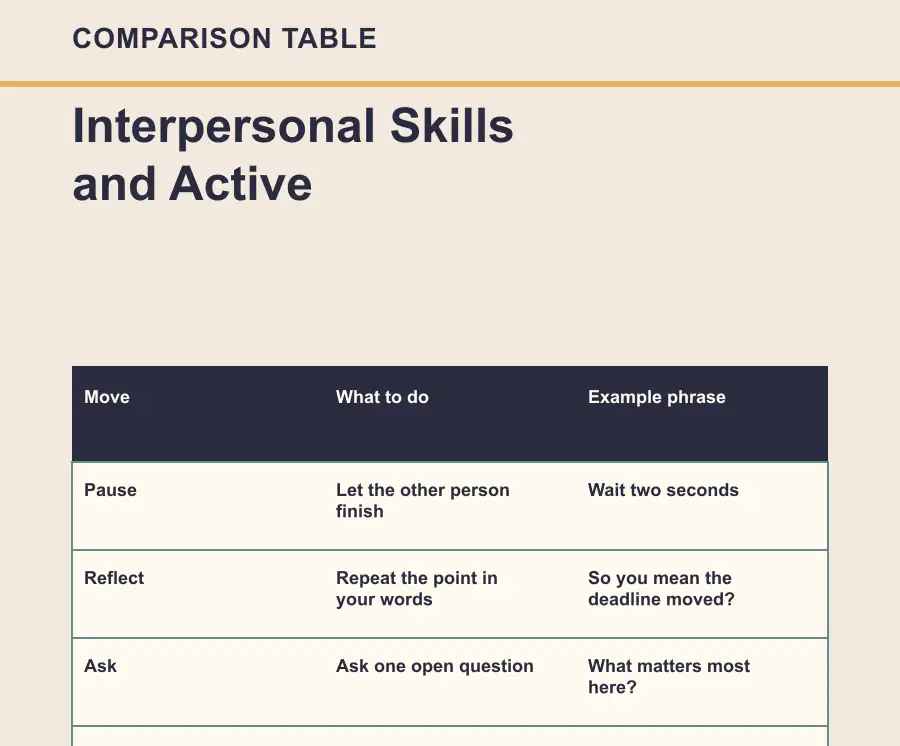 COMPARISON TABLE
Interpersonal Skills
and Active
Move What to do Example phrase
Pause Let the other person Wait two seconds
finish
Reflect Repeat the point in So you mean the
your words deadline moved?
Ask Ask one open question What matters most
here?